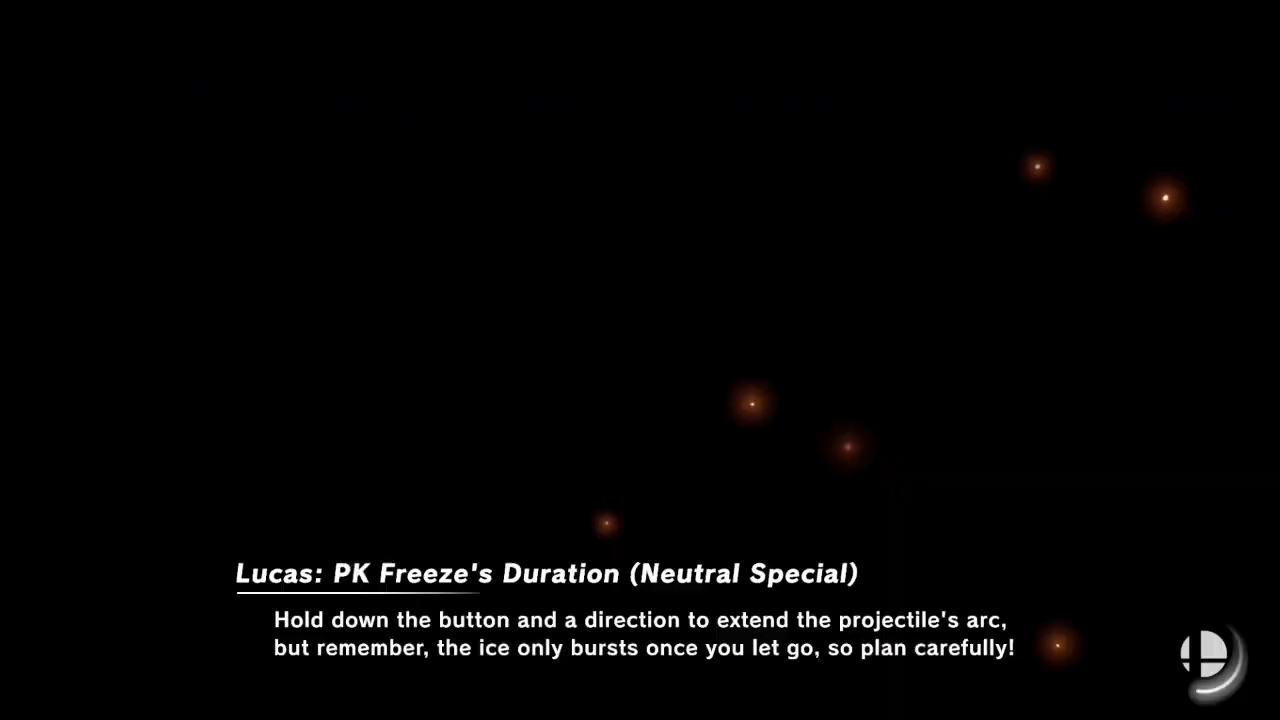 Lucas: PK Freeze's Duration (Neutral Special)
Hold down the button and a direction to extend the projectile's arc,
but remember, the ice only bursts once you let go, so plan carefully!